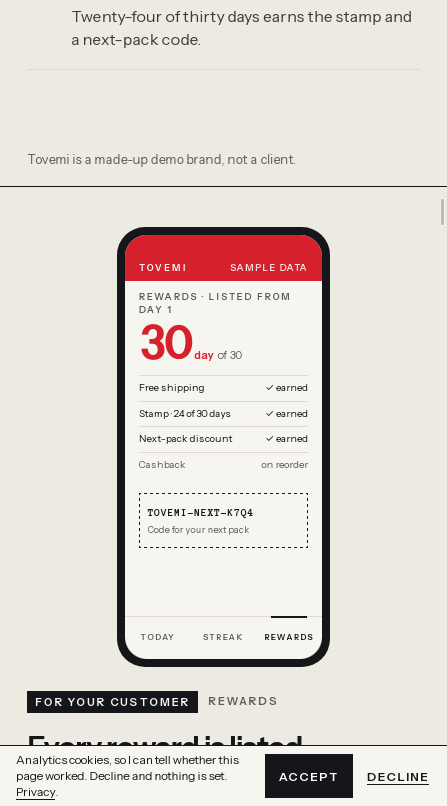 Twenty-four of thirty days earns the stamp and
a next-pack code.
Tovemi is a made-up demo brand, not a client.
TOVEMI SAMPLE DATA
REWARDS · LISTED FROM
DAY 1
30 day of 30
Free shipping ✓ earned
Stamp · 24 of 30 days ✓ earned
Next-pack discount ✓ earned
Cashback on reorder
TOVEMI-NEXT-K7Q4
Code for your next pack
TODAY STREAK REWARDS
FOR YOUR CUSTOMER REWARDS
Every reward is listed
Analytics cookies, so I can tell whether this
page worked. Decline and nothing is set.
Privacy.
ACCEPT DECLINE